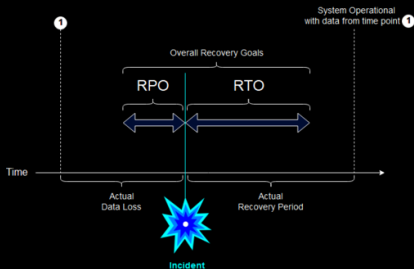 System Operational
with data from time point 1
1
Overall Recovery Goals
RPO
RTO
Time
Actual
Data Loss
Actual
Recovery Period
Incident